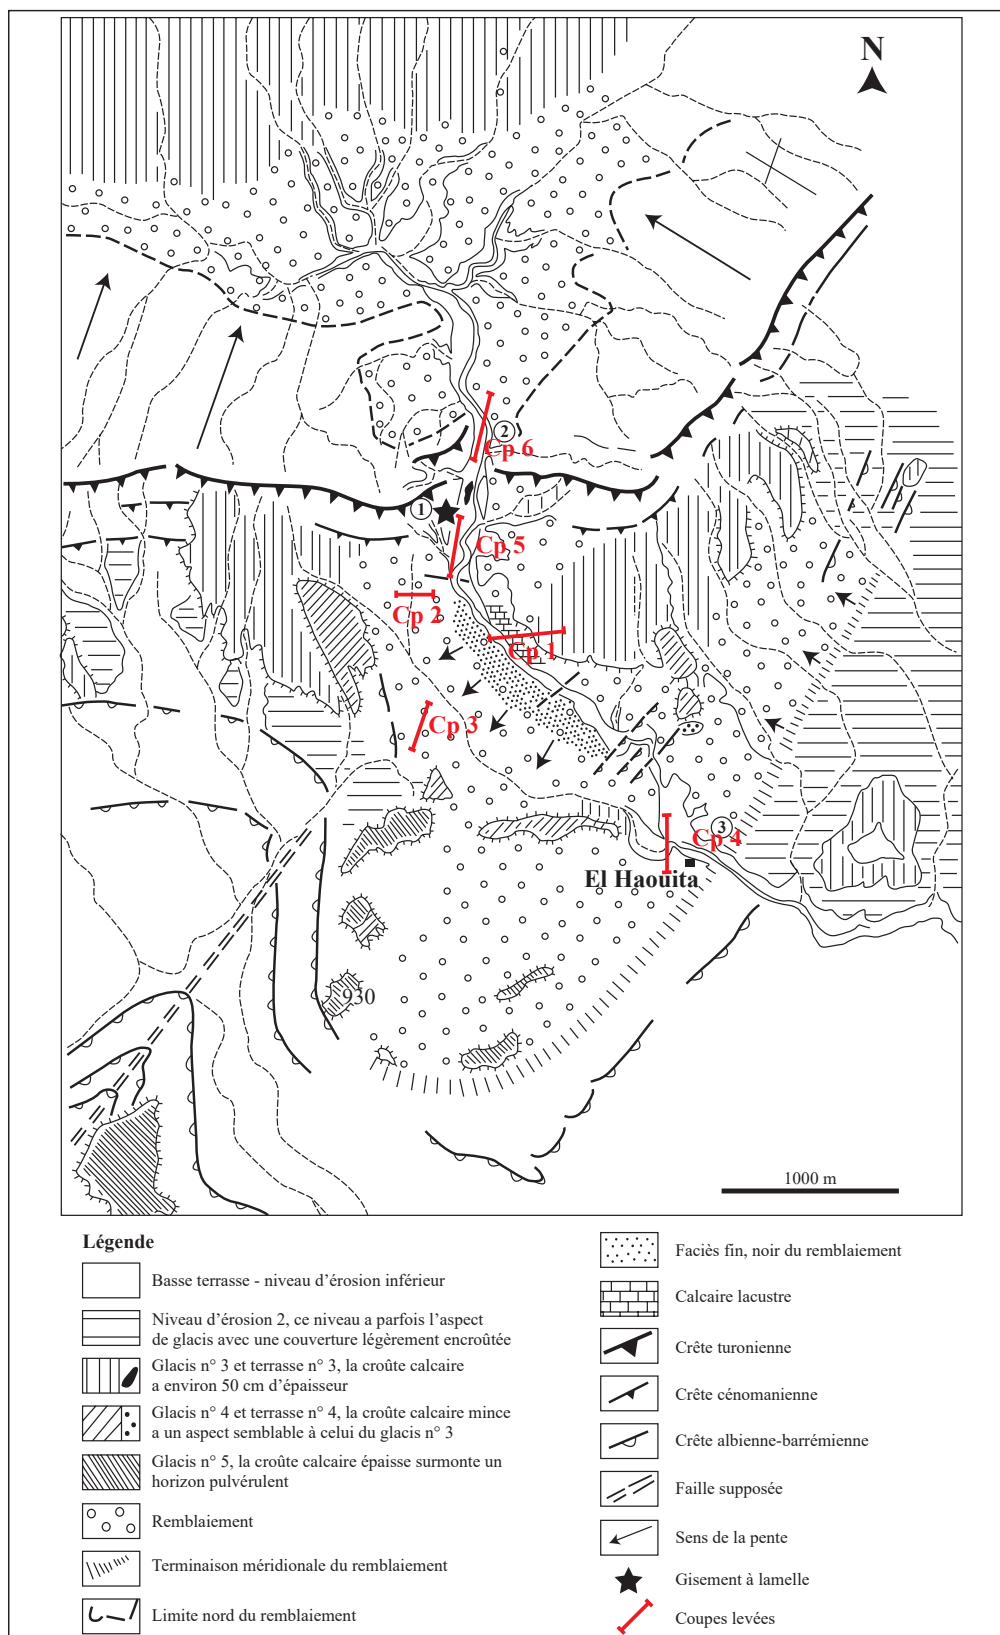 N
2
Cp 6
1
Cp 5
Cp 2
Cp 1
Cp 3
3
Cp 4
El Haouita
930
1000 m
Légende
Basse terrasse - niveau d’érosion inférieur
Niveau d’érosion 2, ce niveau a parfois l’aspect
de glacis avec une couverture légèrement encroûtée
Glacis n° 3 et terrasse n° 3, la croûte calcaire
a environ 50 cm d’épaisseur
Glacis n° 4 et terrasse n° 4, la croûte calcaire mince
a un aspect semblable à celui du glacis n° 3
Glacis n° 5, la croûte calcaire épaisse surmonte un
horizon pulvérulent
Remblaiement
Terminaison méridionale du remblaiement
Limite nord du remblaiement
Faciès fin, noir du remblaiement
Calcaire lacustre
Crête turonienne
Crête cénomanienne
Crête albienne-barrémienne
Faille supposée
Sens de la pente
Gisement à lamelle
Coupes levées